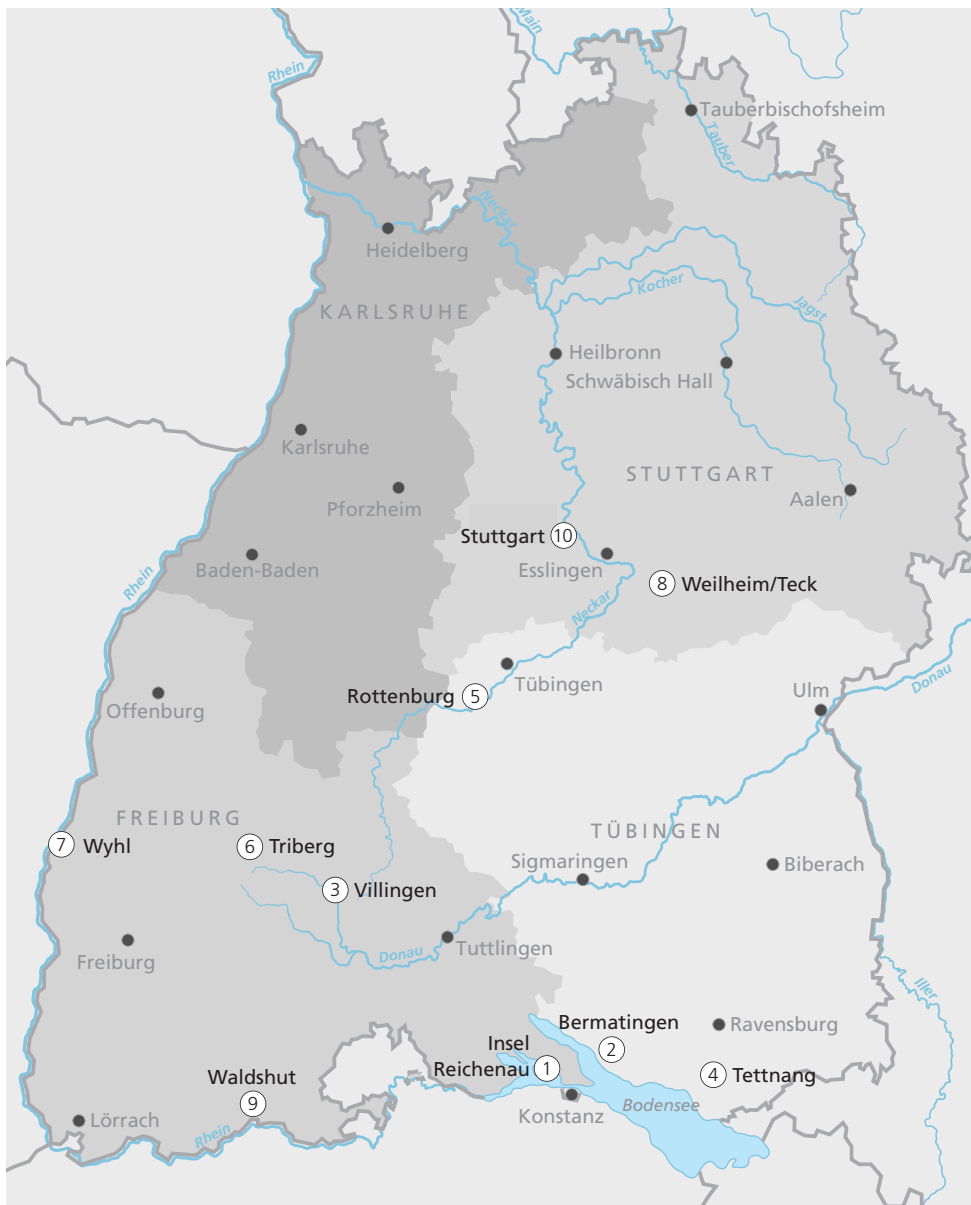 Main
Rhein
Tauberbischofsheim
Tauber
Neckar
Heidelberg
KARLSRUHE
Kocher
Jagst
Heilbronn
Schwäbisch Hall
Karlsruhe
STUTTGART
Pforzheim
Aalen
Stuttgart 10
Esslingen
Baden-Baden
8 Weilheim/Teck
Rhein
Neckar
Tübingen
Rottenburg 5
Donau
Ulm
Offenburg
FREIBURG
TÜBINGEN
7 Wyhl
6 Triberg
Sigmaringen
Biberach
3 Villingen
Freiburg
Donau
Tuttlingen
Iller
Bermatingen
2
Ravensburg
Insel
Reichenau 1
4 Tettnang
Waldshut
9
Konstanz
Bodensee
Lörrach
Rhein